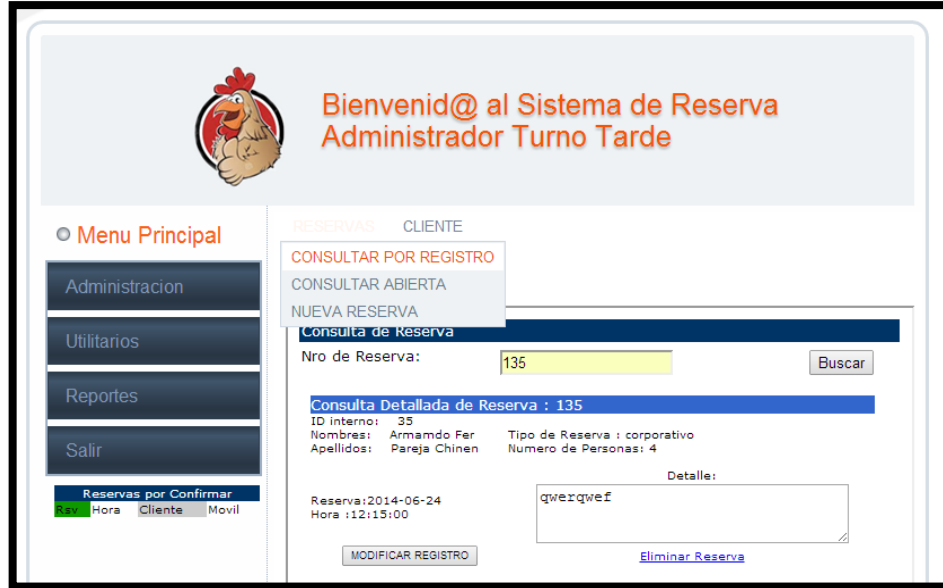 Bienvenid@ al Sistema de Reserva
Administrador Turno Tarde
Menu Principal
Administracion
Utilitarios
Reportes
Salir
Reservas por Confirmar
Rsv Hora Cliente Movil
RESERVAS CLIENTE
CONSULTAR POR REGISTRO
CONSULTAR ABIERTA
NUEVA RESERVA
Consulta de Reserva
Nro de Reserva: 135 Buscar
Consulta Detallada de Reserva : 135
ID interno: 35
Nombres: Armamdo Fer Tipo de Reserva : corporativo
Apellidos: Pareja Chinen Numero de Personas: 4
Detalle:
qwerqwef
Reserva:2014-06-24
Hora :12:15:00
MODIFICAR REGISTRO Eliminar Reserva